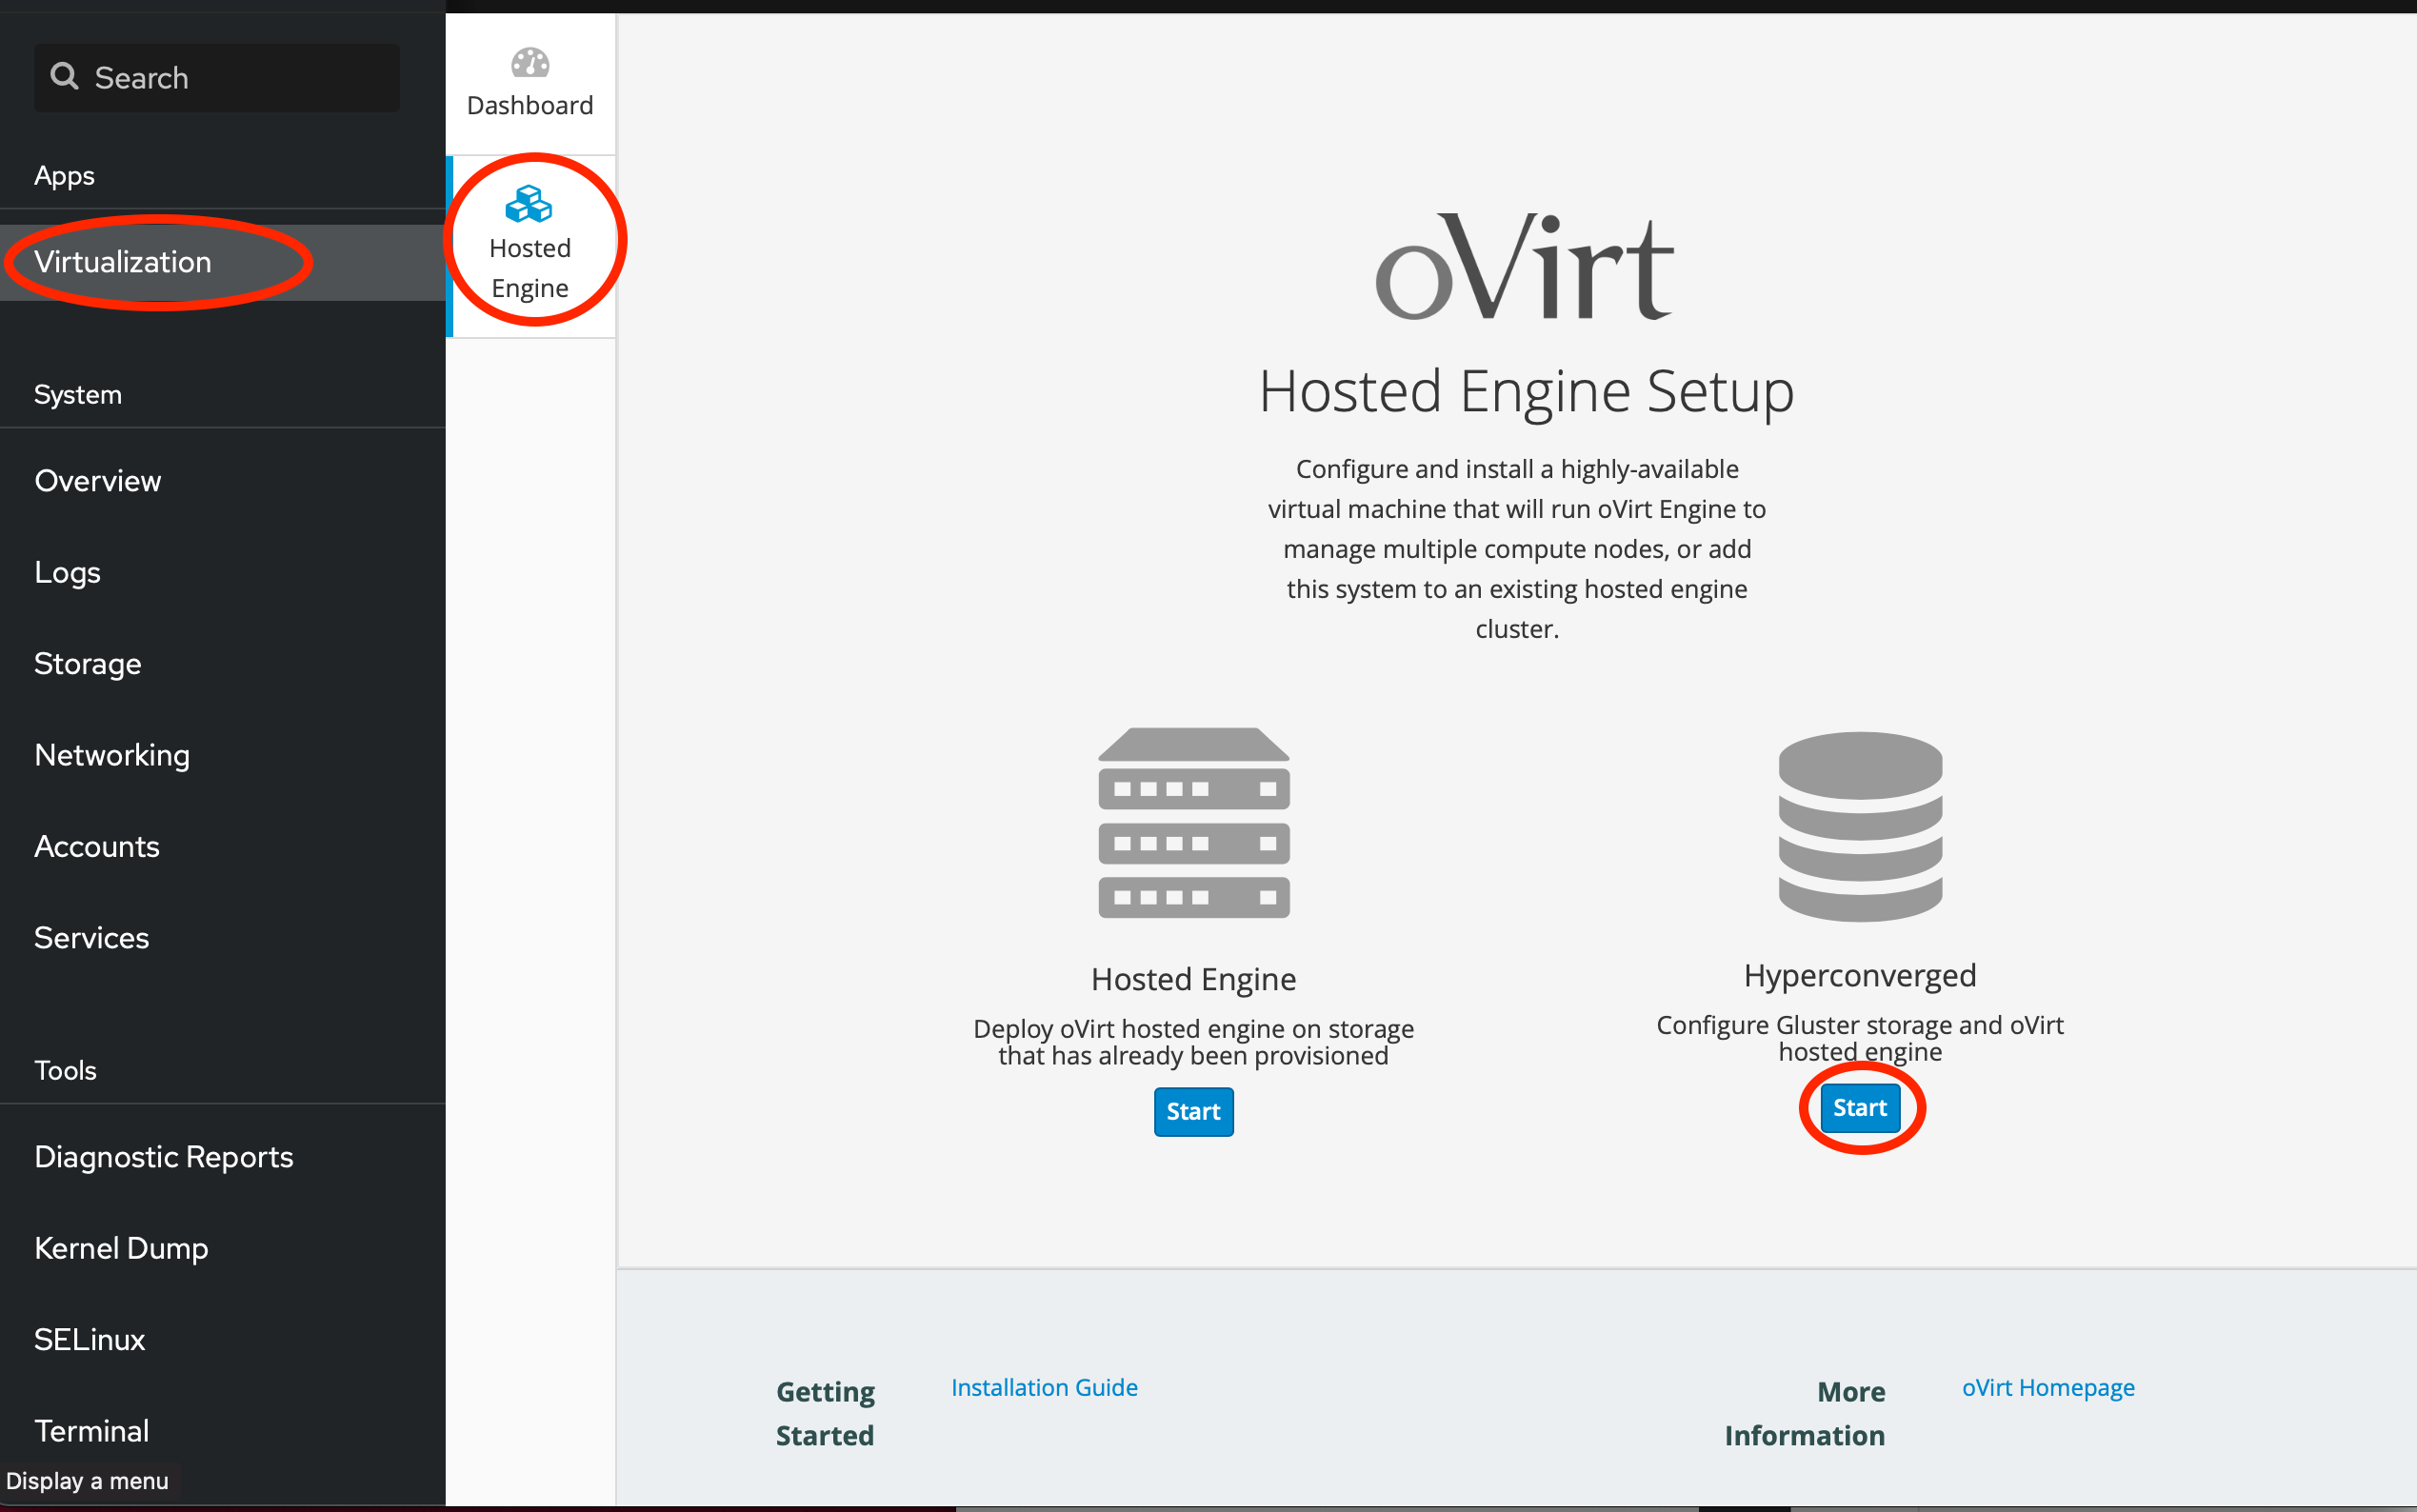 Search
Apps
Virtualization
System
Overview
Logs
Storage
Networking
Accounts
Services
Tools
Diagnostic Reports
Kernel Dump
SELinux
Terminal
Display a menu
Dashboard
Hosted
Engine
oVirt
Hosted Engine Setup
Configure and install a highly-available
virtual machine that will run oVirt Engine to
manage multiple compute nodes, or add
this system to an existing hosted engine
cluster.
Hosted Engine
Deploy oVirt hosted engine on storage
that has already been provisioned
Start
Hyperconverged
Configure Gluster storage and oVirt
hosted engine
Start
Getting
Started
Installation Guide
More
Information
oVirt Homepage